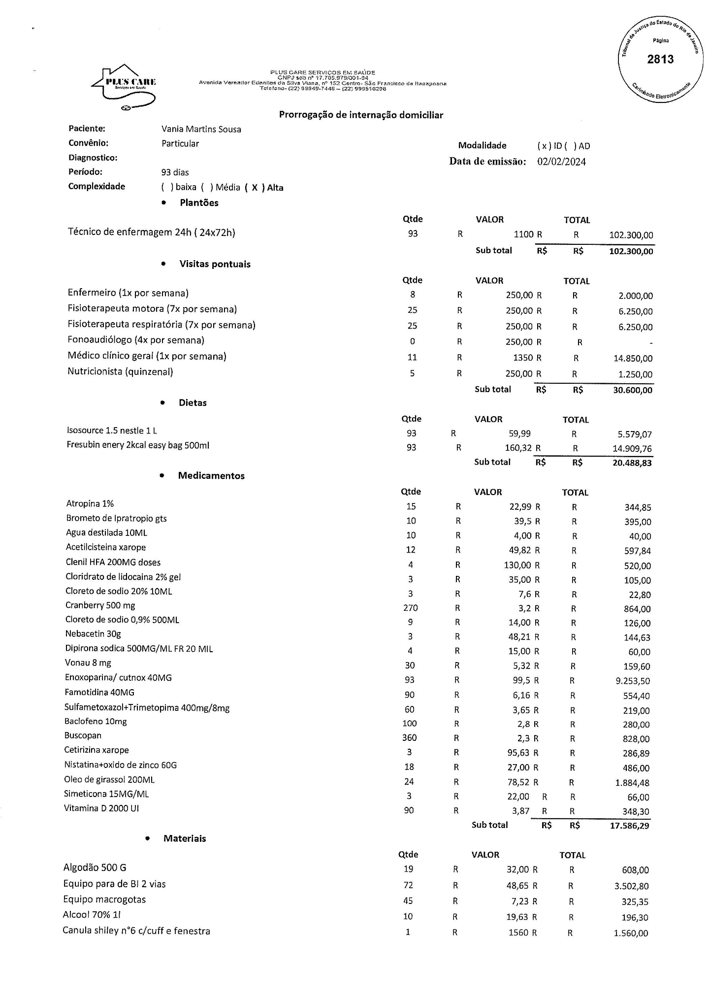 Tribunal de Justiça do Estado do Rio de Janeiro
Página
2813
Carimbado Eletronicamente
PLUS CARE
Serviços em Saúde
PLUS CARE SERVICOS EM SAÚDE
CNPJ sob nº 17.705.979/001-04
Avenida Vereador Edenites da Silva Viana, nº 152 Centro- São Francisco de Itabapoana
Telefone- (22) 99949-7448 – (22) 999516296
Prorrogação de internação domiciliar
Paciente: Vania Martins Sousa
Convênio: Particular
Modalidade ( x ) ID ( ) AD
Diagnostico:
Data de emissão: 02/02/2024
Período: 93 dias
Complexidade ( ) baixa ( ) Média ( X ) Alta
• Plantões
Qtde VALOR TOTAL
Técnico de enfermagem 24h ( 24x72h) 93 R 1100 R R 102.300,00
Sub total R$ R$ 102.300,00
• Visitas pontuais
Qtde VALOR TOTAL
Enfermeiro (1x por semana) 8 R 250,00 R R 2.000,00
Fisioterapeuta motora (7x por semana) 25 R 250,00 R R 6.250,00
Fisioterapeuta respiratória (7x por semana) 25 R 250,00 R R 6.250,00
Fonoaudiólogo (4x por semana) 0 R 250,00 R R -
Médico clínico geral (1x por semana) 11 R 1350 R R 14.850,00
Nutricionista (quinzenal) 5 R 250,00 R R 1.250,00
Sub total R$ R$ 30.600,00
• Dietas
Qtde VALOR TOTAL
Isosource 1.5 nestle 1 L 93 R 59,99 R 5.579,07
Fresubin enery 2kcal easy bag 500ml 93 R 160,32 R R 14.909,76
Sub total R$ R$ 20.488,83
• Medicamentos
Qtde VALOR TOTAL
Atropina 1% 15 R 22,99 R R 344,85
Brometo de Ipratropio gts 10 R 39,5 R R 395,00
Agua destilada 10ML 10 R 4,00 R R 40,00
Acetilcisteina xarope 12 R 49,82 R R 597,84
Clenil HFA 200MG doses 4 R 130,00 R R 520,00
Cloridrato de lidocaina 2% gel 3 R 35,00 R R 105,00
Cloreto de sodio 20% 10ML 3 R 7,6 R R 22,80
Cranberry 500 mg 270 R 3,2 R R 864,00
Cloreto de sodio 0,9% 500ML 9 R 14,00 R R 126,00
Nebacetin 30g 3 R 48,21 R R 144,63
Dipirona sodica 500MG/ML FR 20 MIL 4 R 15,00 R R 60,00
Vonau 8 mg 30 R 5,32 R R 159,60
Enoxoparina/ cutnox 40MG 93 R 99,5 R R 9.253,50
Famotidina 40MG 90 R 6,16 R R 554,40
Sulfametoxazol+Trimetopima 400mg/8mg 60 R 3,65 R R 219,00
Baclofeno 10mg 100 R 2,8 R R 280,00
Buscopan 360 R 2,3 R R 828,00
Cetirizina xarope 3 R 95,63 R R 286,89
Nistatina+oxido de zinco 60G 18 R 27,00 R R 486,00
Oleo de girassol 200ML 24 R 78,52 R R 1.884,48
Simeticona 15MG/ML 3 R 22,00 R R 66,00
Vitamina D 2000 UI 90 R 3,87 R R 348,30
Sub total R$ R$ 17.586,29
• Materiais
Qtde VALOR TOTAL
Algodão 500 G 19 R 32,00 R R 608,00
Equipo para de BI 2 vias 72 R 48,65 R R 3.502,80
Equipo macrogotas 45 R 7,23 R R 325,35
Alcool 70% 1l 10 R 19,63 R R 196,30
Canula shiley n°6 c/cuff e fenestra 1 R 1560 R R 1.560,00